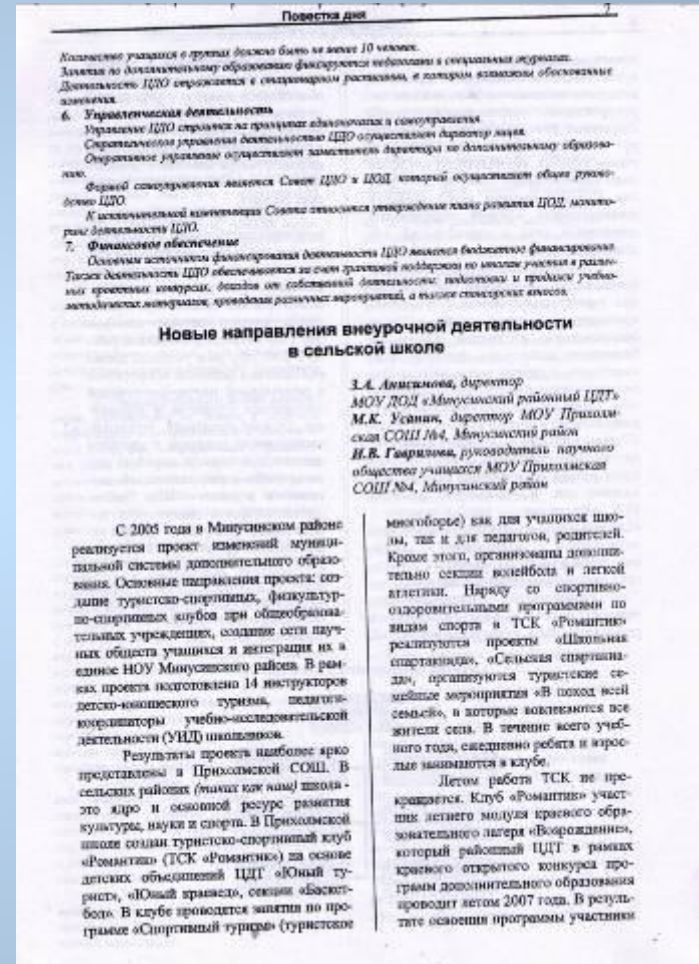 Повестка дня
Количество учащихся в группах должно быть не менее 10 человек.
Занятия по дополнительному образованию фиксируются педагогами в специальных журналах.
Деятельность ЦДО отражается в стационарном расписании, в котором возможны обоснованные
изменения.
6. Управленческая деятельность
Управление ЦДО строится на принципах единоначалия и самоуправления
Стратегическое управление деятельностью ЦДО осуществляет директор лицея.
Оперативное управление осуществляет заместитель директора по дополнительному образова-
нию.
Формой самоуправления является Совет ЦДО и ЦОД, который осуществляет общее руково-
дство ЦДО.
К исключительной компетенции Совета относится утверждение плана развития ЦОД, монито-
ринг деятельности ЦДО.
7. Финансовое обеспечение
Основным источником финансирования деятельности ЦДО является бюджетное финансирование
Также деятельность ЦДО обеспечивается за счет грантовой поддержки по итогам участия в различ-
ных проектных конкурсах, доходов от собственной деятельности: подготовки и продажи учебно-
методических материалов, проведения различных мероприятий, а также спонсорских взносов.
Новые направления внеурочной деятельности
в сельской школе
З.А. Анисимова, директор
МОУ ДОД «Минусинский районный ЦДТ»
М.К. Усанин, директор МОУ Прихолм-
ская СОШ №4, Минусинский район
Н.В. Гаврилова, руководитель научного
общества учащихся МОУ Прихолмская
СОШ №4, Минусинский район
С 2005 года в Минусинском районе
реализуется проект изменений муници-
пальной системы дополнительного образо-
вания. Основные направления проекта: соз-
дание туристско-спортивных, физкультур-
но-спортивных клубов при общеобразова-
тельных учреждениях, создание сети науч-
ных обществ учащихся и интеграция их в
единое НОУ Минусинского района. В рам-
ках проекта подготовлено 14 инструкторов
детско-юношеского туризма, педагоги-
координаторы учебно-исследовательской
деятельности (УИД) школьников.
Результаты проекта наиболее ярко
представлены в Прихолмской СОШ. В
сельских районах (таких как наш) школа -
это ядро и основной ресурс развития
культуры, науки и спорта. В Прихолмской
школе создан туристско-спортивный клуб
«Романтик» (ТСК «Романтик») на основе
детских объединений ЦДТ «Юный ту-
рист», «Юный краевед», секции «Баскет-
бол». В клубе проводятся занятия по про-
грамме «Спортивный туризм» (туристское
многоборье) как для учащихся шко-
лы, так и для педагогов, родителей.
Кроме этого, организованы дополни-
тельно секции волейбола и легкой
атлетики. Наряду со спортивно-
оздоровительными программами по
видам спорта в ТСК «Романтик»
реализуются проекты «Школьная
спартакиада», «Сельская спартакиа-
да», организуются туристские се-
мейные мероприятия «В поход всей
семьей», в которые вовлекаются все
жители села. В течение всего учеб-
ного года, ежедневно ребята и взрос-
лые занимаются в клубе.
Летом работа ТСК не пре-
кращается. Клуб «Романтик» участ-
ник летнего модуля краевого обра-
зовательного лагеря «Возрождение»,
который районный ЦДТ в рамках
краевого открытого конкурса про-
грамм дополнительного образования
проводит летом 2007 года. В резуль-
тате освоения программы участники